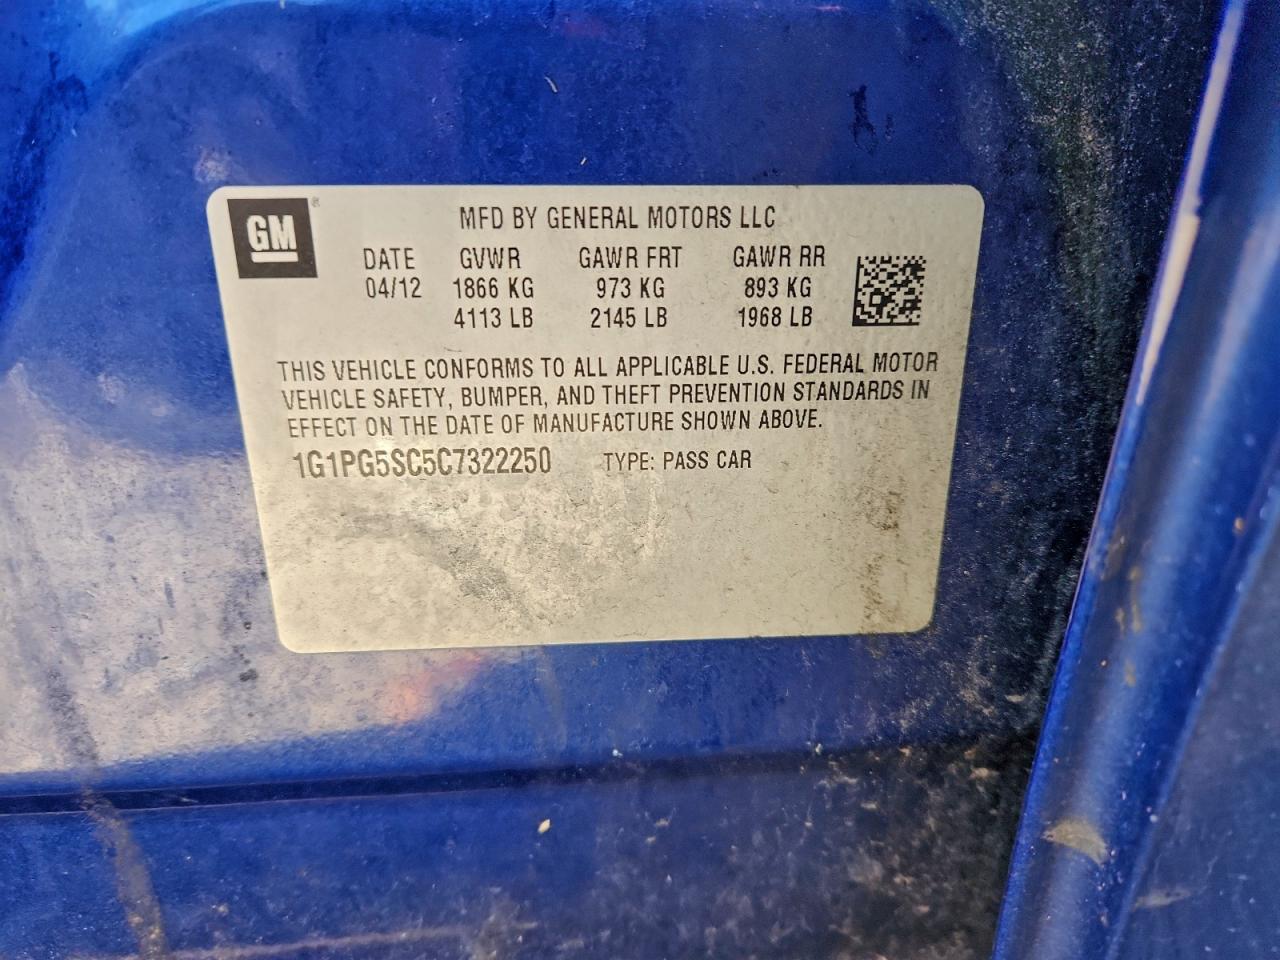 GM®
MFD BY GENERAL MOTORS LLC
DATE GVWR GAWR FRT GAWR RR
04/12 1866 KG 973 KG 893 KG
4113 LB 2145 LB 1968 LB
THIS VEHICLE CONFORMS TO ALL APPLICABLE U.S. FEDERAL MOTOR
VEHICLE SAFETY, BUMPER, AND THEFT PREVENTION STANDARDS IN
EFFECT ON THE DATE OF MANUFACTURE SHOWN ABOVE.
1G1PG5SC5C7322250 TYPE: PASS CAR